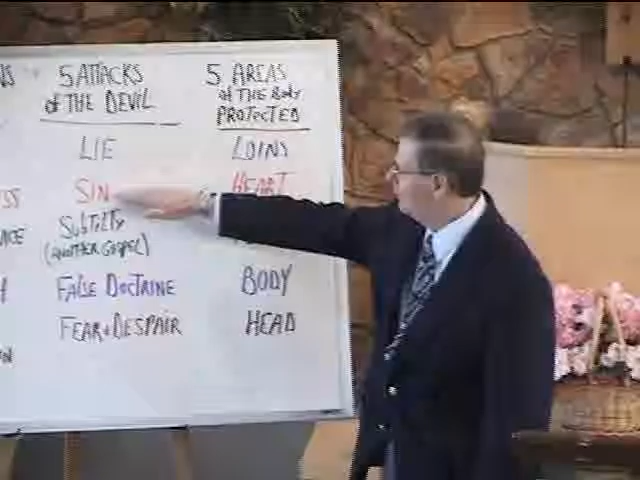 5 ATTACKS 5 AREAS
of THE DEVIL of THE Body
PROTECTED
LIE LOINS
SIN HEART
SUBTILTY
(ANOTHER GOSPEL)
FALSE DOCTRINE BODY
FEAR + DESPAIR HEAD